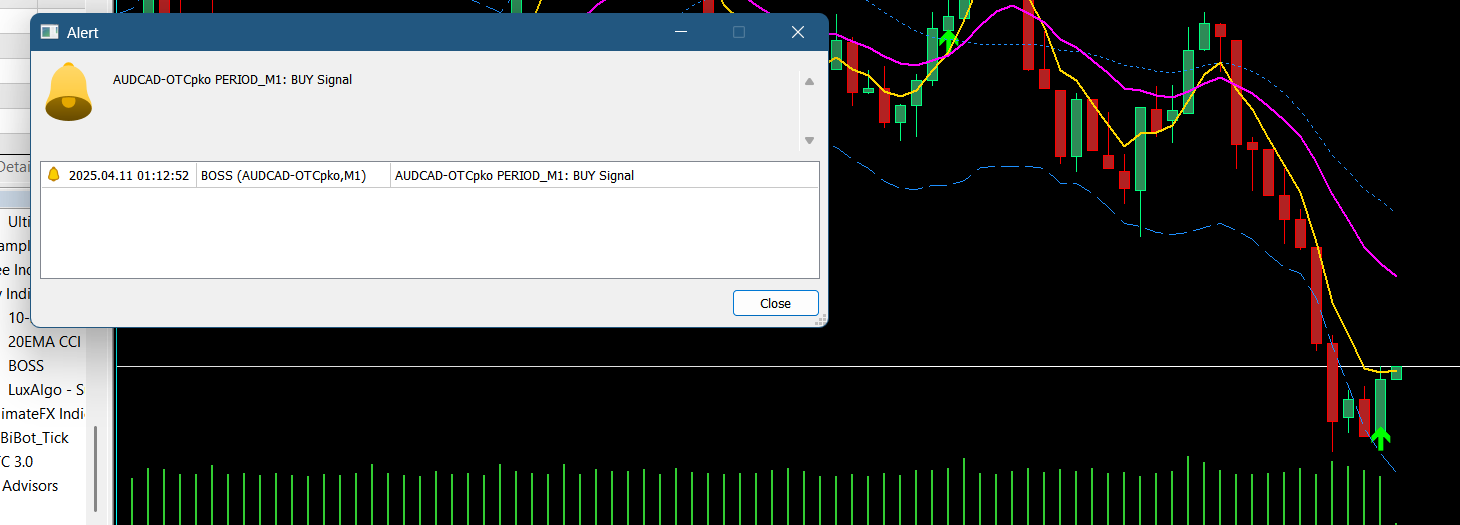 Alert
AUDCAD-OTCpko PERIOD_M1: BUY Signal
2025.04.11 01:12:52 BOSS (AUDCAD-OTCpko,M1) AUDCAD-OTCpko PERIOD_M1: BUY Signal
Close
Detai
Ulti
ampl
ee Ind
y Indi
10-
20EMA CCI
BOSS
LuxAlgo - S
imateFX Indi
BiBot_Tick
C 3.0
Advisors